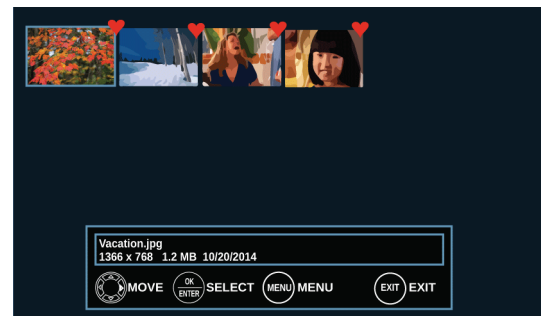 Vacation.jpg
1366 x 768 1.2 MB 10/20/2014
MOVE OK ENTER SELECT MENU MENU EXIT EXIT